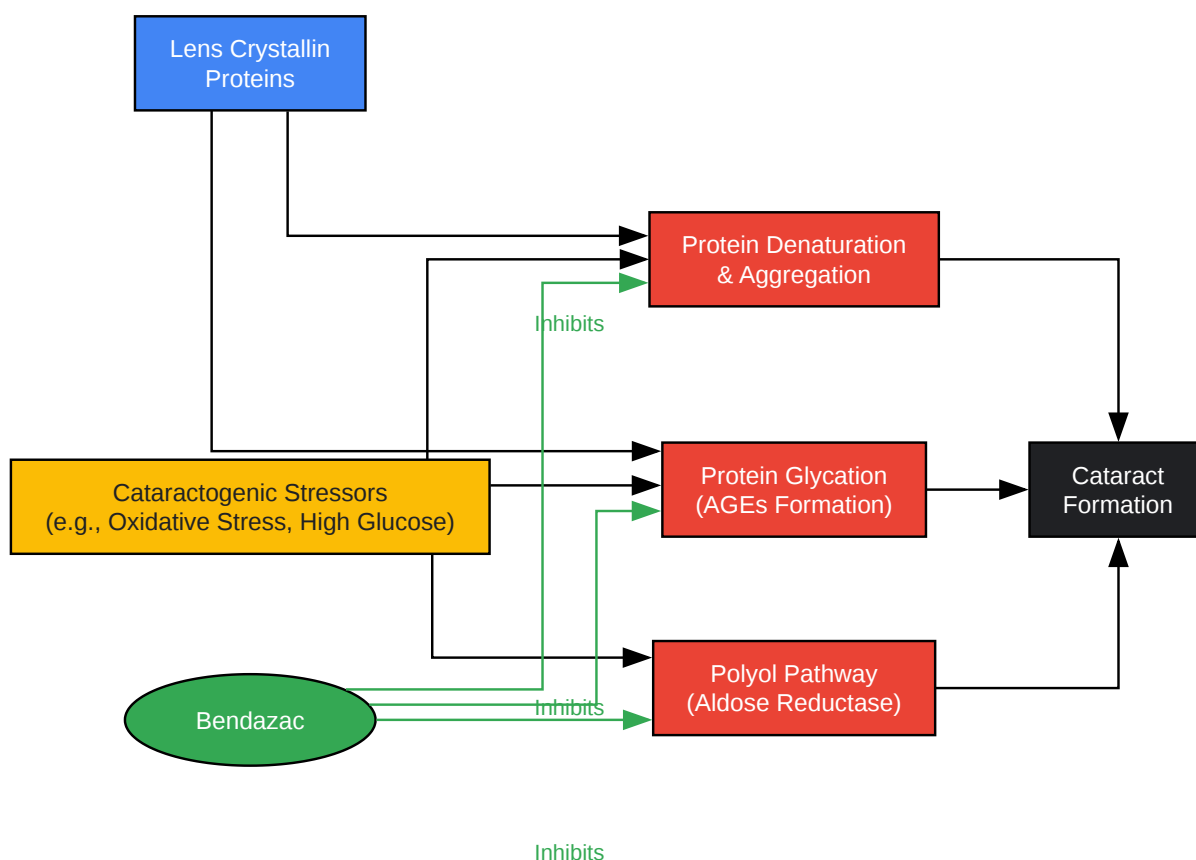 Lens Crystallin
Proteins
Protein Denaturation
& Aggregation
Inhibits
Protein Glycation
(AGEs Formation)
Cataract
Formation
Cataractogenic Stressors
(e.g., Oxidative Stress, High Glucose)
Polyol Pathway
(Aldose Reductase)
Bendazac
Inhibits
Inhibits